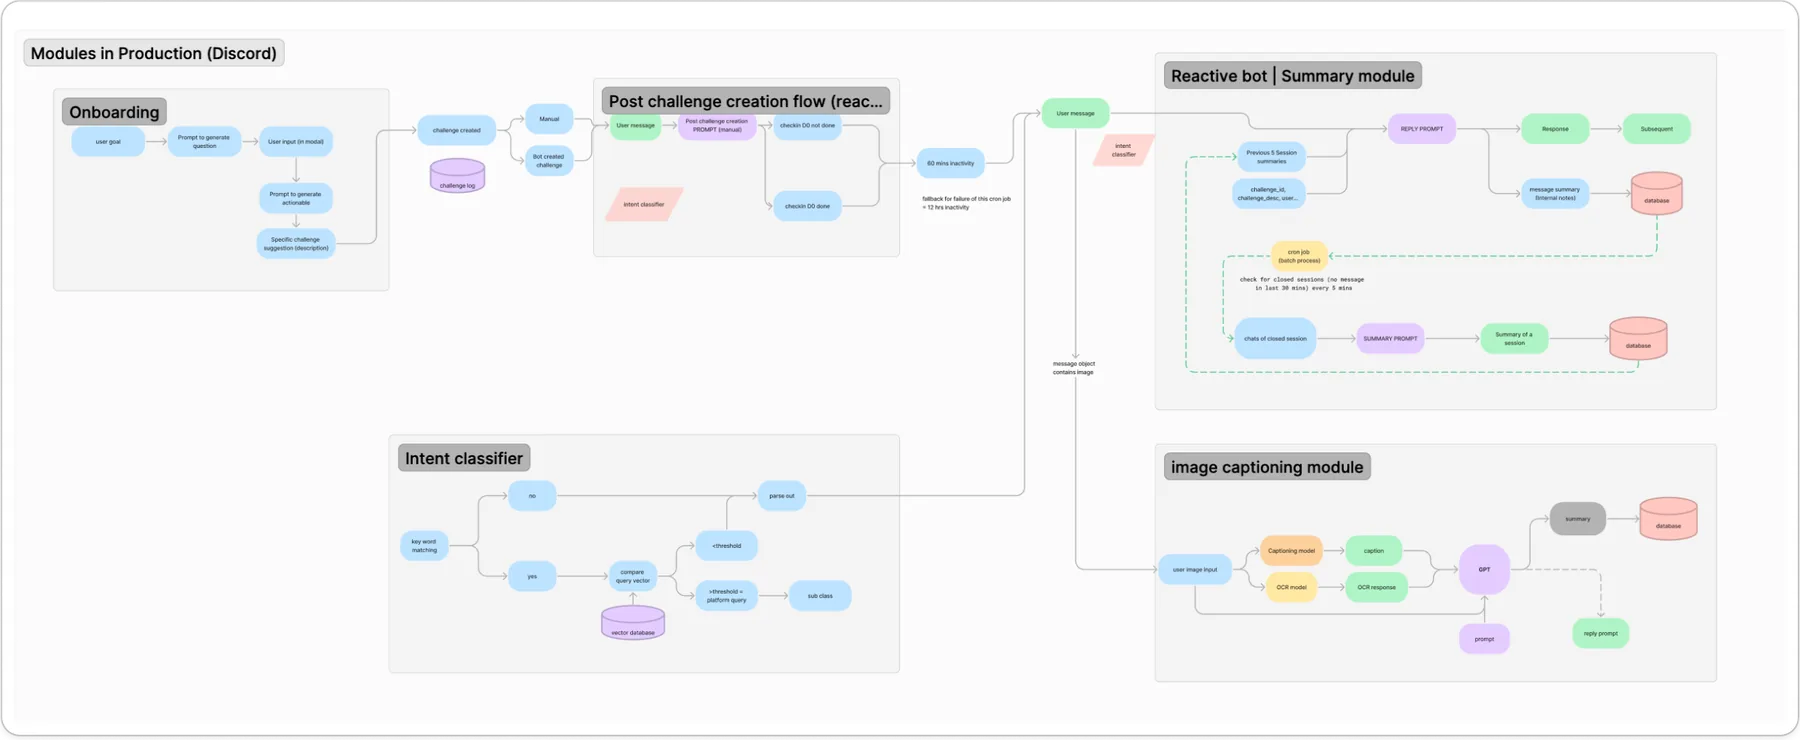 Modules in Production (Discord)
Onboarding
user goal
Prompt to generate
question
User input (in modal)
Prompt to generate
actionable
Specific challenge
suggestion (description)
challenge created
challenge log
Manual
Bot created
challenge
Post challenge creation flow (reac...
User message
Post challenge creation
PROMPT (manual)
checkin D0 not done
intent classifier
checkin D0 done
60 mins inactivity
fallback for failure of this cron job
= 12 hrs inactivity
User message
intent
classifier
message object
contains image
Reactive bot | Summary module
Previous 5 Session
summaries
challenge_id,
challenge_desc, user...
REPLY PROMPT
Response
Subsequent
message summary
(internal notes)
database
cron job
(batch process)
check for closed sessions (no message
in last 30 mins) every 5 mins
chats of closed session
SUMMARY PROMPT
Summary of a
session
database
Intent classifier
key word
matching
no
yes
compare
query vector
vector database
<threshold
>threshold =
platform query
parse out
sub class
image captioning module
user image input
Captioning model
OCR model
caption
OCR response
GPT
prompt
summary
database
reply prompt